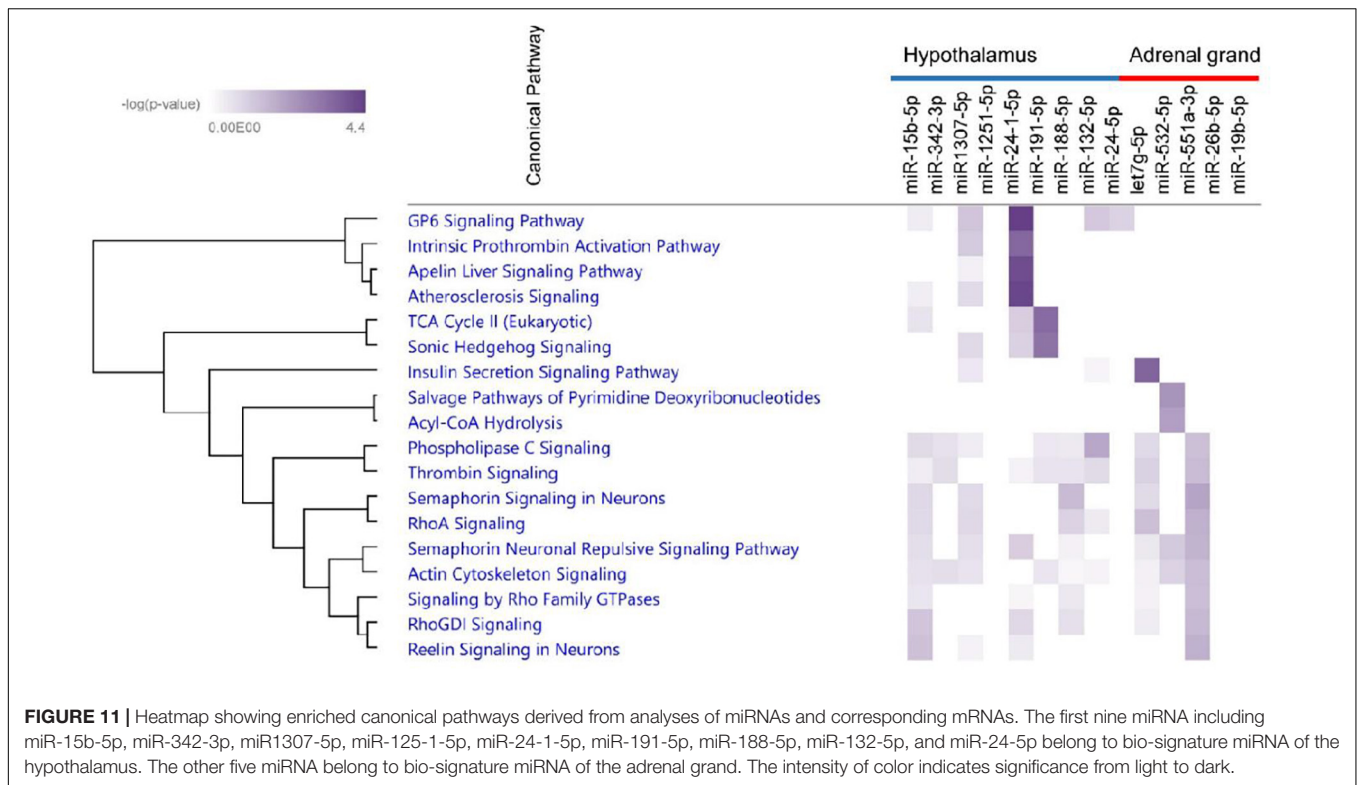 Canonical Pathway
Hypothalamus
Adrenal grand
-log(p-value)
0.00E00
4.4
miR-15b-5p
miR-342-3p
miR1307-5p
miR-1251-5p
miR-24-1-5p
miR-191-5p
miR-188-5p
miR-132-5p
miR-24-5p
let7g-5p
miR-532-5p
miR-551a-3p
miR-26b-5p
miR-19b-5p
GP6 Signaling Pathway
Intrinsic Prothrombin Activation Pathway
Apelin Liver Signaling Pathway
Atherosclerosis Signaling
TCA Cycle II (Eukaryotic)
Sonic Hedgehog Signaling
Insulin Secretion Signaling Pathway
Salvage Pathways of Pyrimidine Deoxyribonucleotides
Acyl-CoA Hydrolysis
Phospholipase C Signaling
Thrombin Signaling
Semaphorin Signaling in Neurons
RhoA Signaling
Semaphorin Neuronal Repulsive Signaling Pathway
Actin Cytoskeleton Signaling
Signaling by Rho Family GTPases
RhoGDI Signaling
Reelin Signaling in Neurons
FIGURE 11 | Heatmap showing enriched canonical pathways derived from analyses of miRNAs and corresponding mRNAs. The first nine miRNA including
miR-15b-5p, miR-342-3p, miR1307-5p, miR-125-1-5p, miR-24-1-5p, miR-191-5p, miR-188-5p, miR-132-5p, and miR-24-5p belong to bio-signature miRNA of the
hypothalamus. The other five miRNA belong to bio-signature miRNA of the adrenal grand. The intensity of color indicates significance from light to dark.